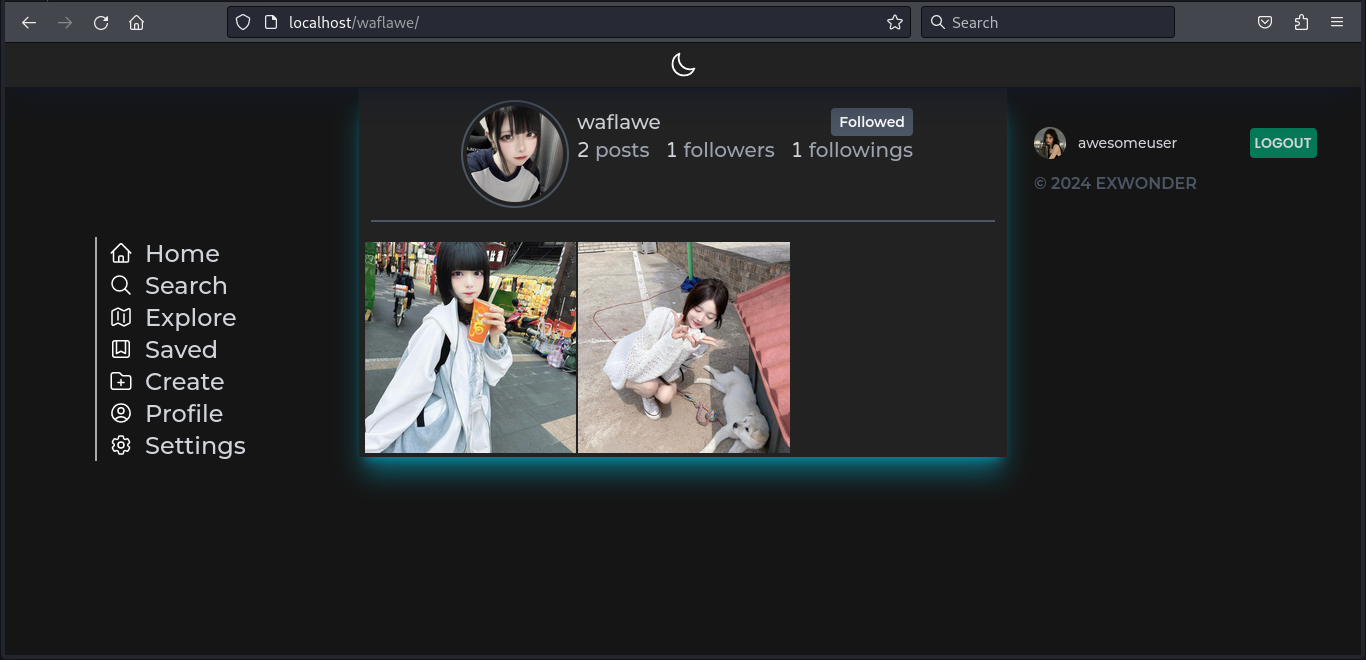 localhost/waflawe/
Search
waflawe
Followed
2 posts 1 followers 1 followings
awesomeuser
LOGOUT
© 2024 EXWONDER
Home
Search
Explore
Saved
Create
Profile
Settings